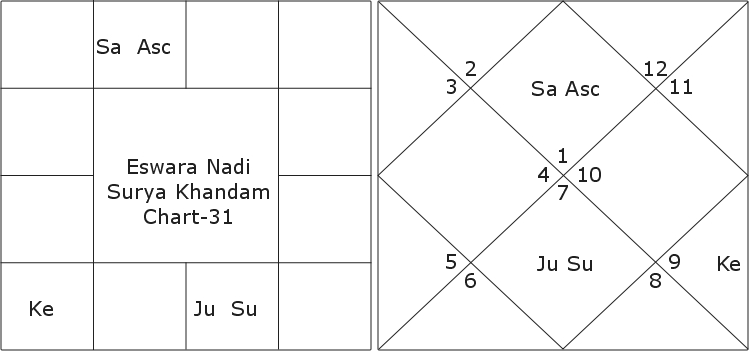 Sa Asc
Eswara Nadi
Surya Khandam
Chart-31
Ke
Ju Su
2
12
3
11
Sa Asc
1
4
10
7
5
9
6
8
Ju Su
Ke